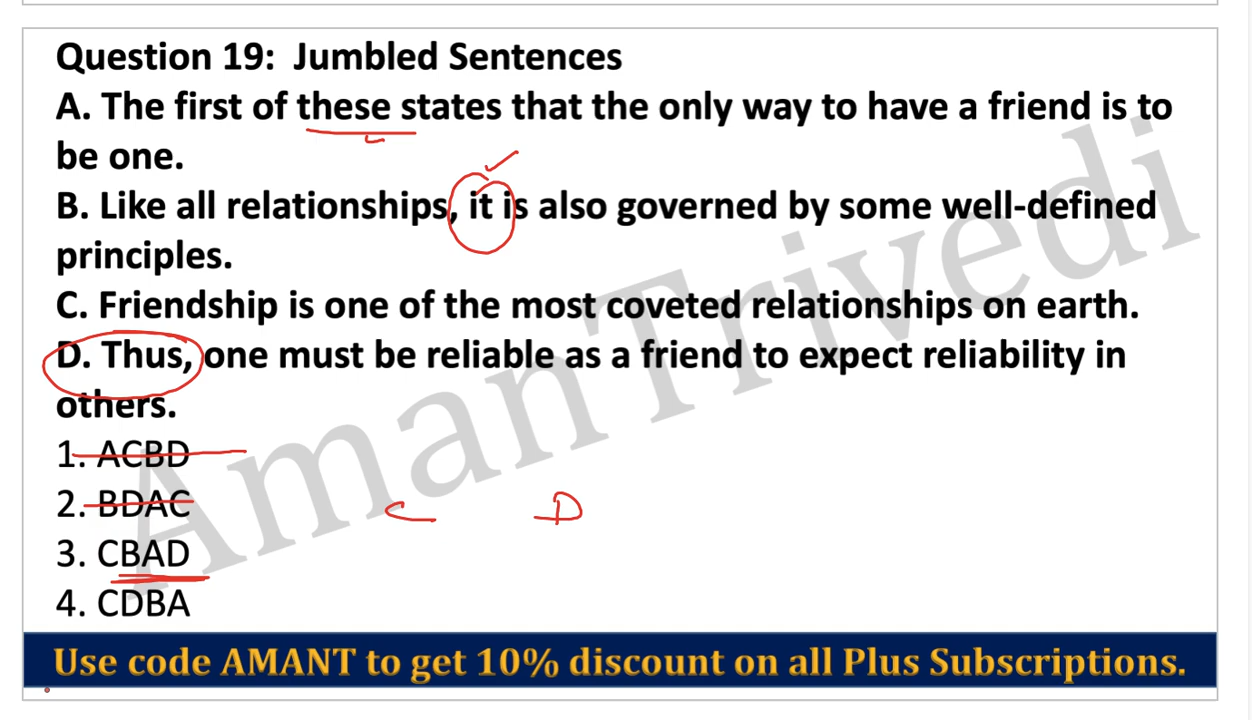 Question 19: Jumbled Sentences
A. The first of these states that the only way to have a friend is to
be one.
B. Like all relationships, it is also governed by some well-defined
principles.
C. Friendship is one of the most coveted relationships on earth.
D. Thus, one must be reliable as a friend to expect reliability in
others.
1. ACBD
2. BDAC
C D
3. CBAD
4. CDBA
AmanTrivedi
Use code AMANT to get 10% discount on all Plus Subscriptions.